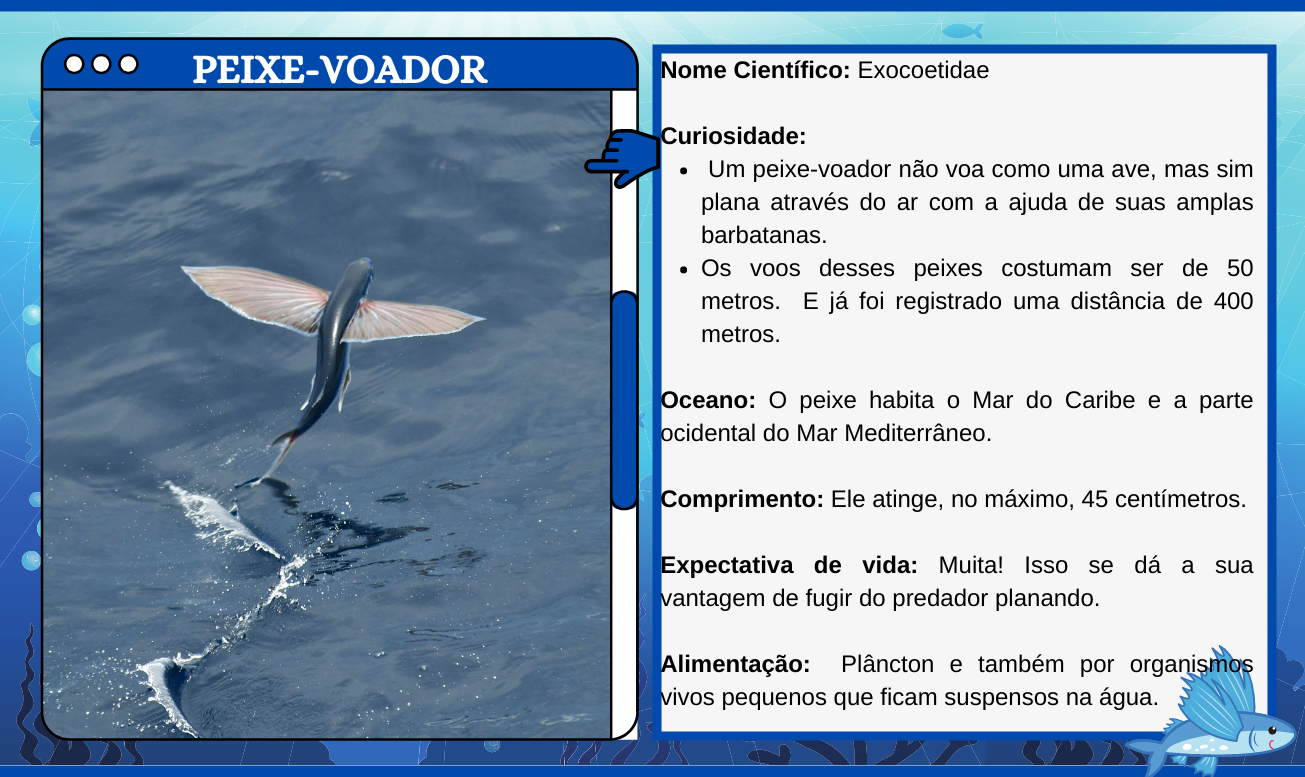 PEIXE-VOADOR
Nome Científico: Exocoetidae
Curiosidade:
• Um peixe-voador não voa como uma ave, mas sim
plana através do ar com a ajuda de suas amplas
barbatanas.
• Os voos desses peixes costumam ser de 50
metros. E já foi registrado uma distância de 400
metros.
Oceano: O peixe habita o Mar do Caribe e a parte
ocidental do Mar Mediterrâneo.
Comprimento: Ele atinge, no máximo, 45 centímetros.
Expectativa de vida: Muita! Isso se dá a sua
vantagem de fugir do predador planando.
Alimentação: Plâncton e também por organismos
vivos pequenos que ficam suspensos na água.